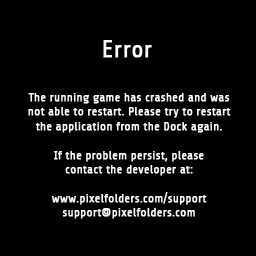 Error
The running game has crashed and was
not able to restart. Please try to restart
the application from the Dock again.
If the problem persist, please
contact the developer at:
www.pixelfolders.com/support
support@pixelfolders.com